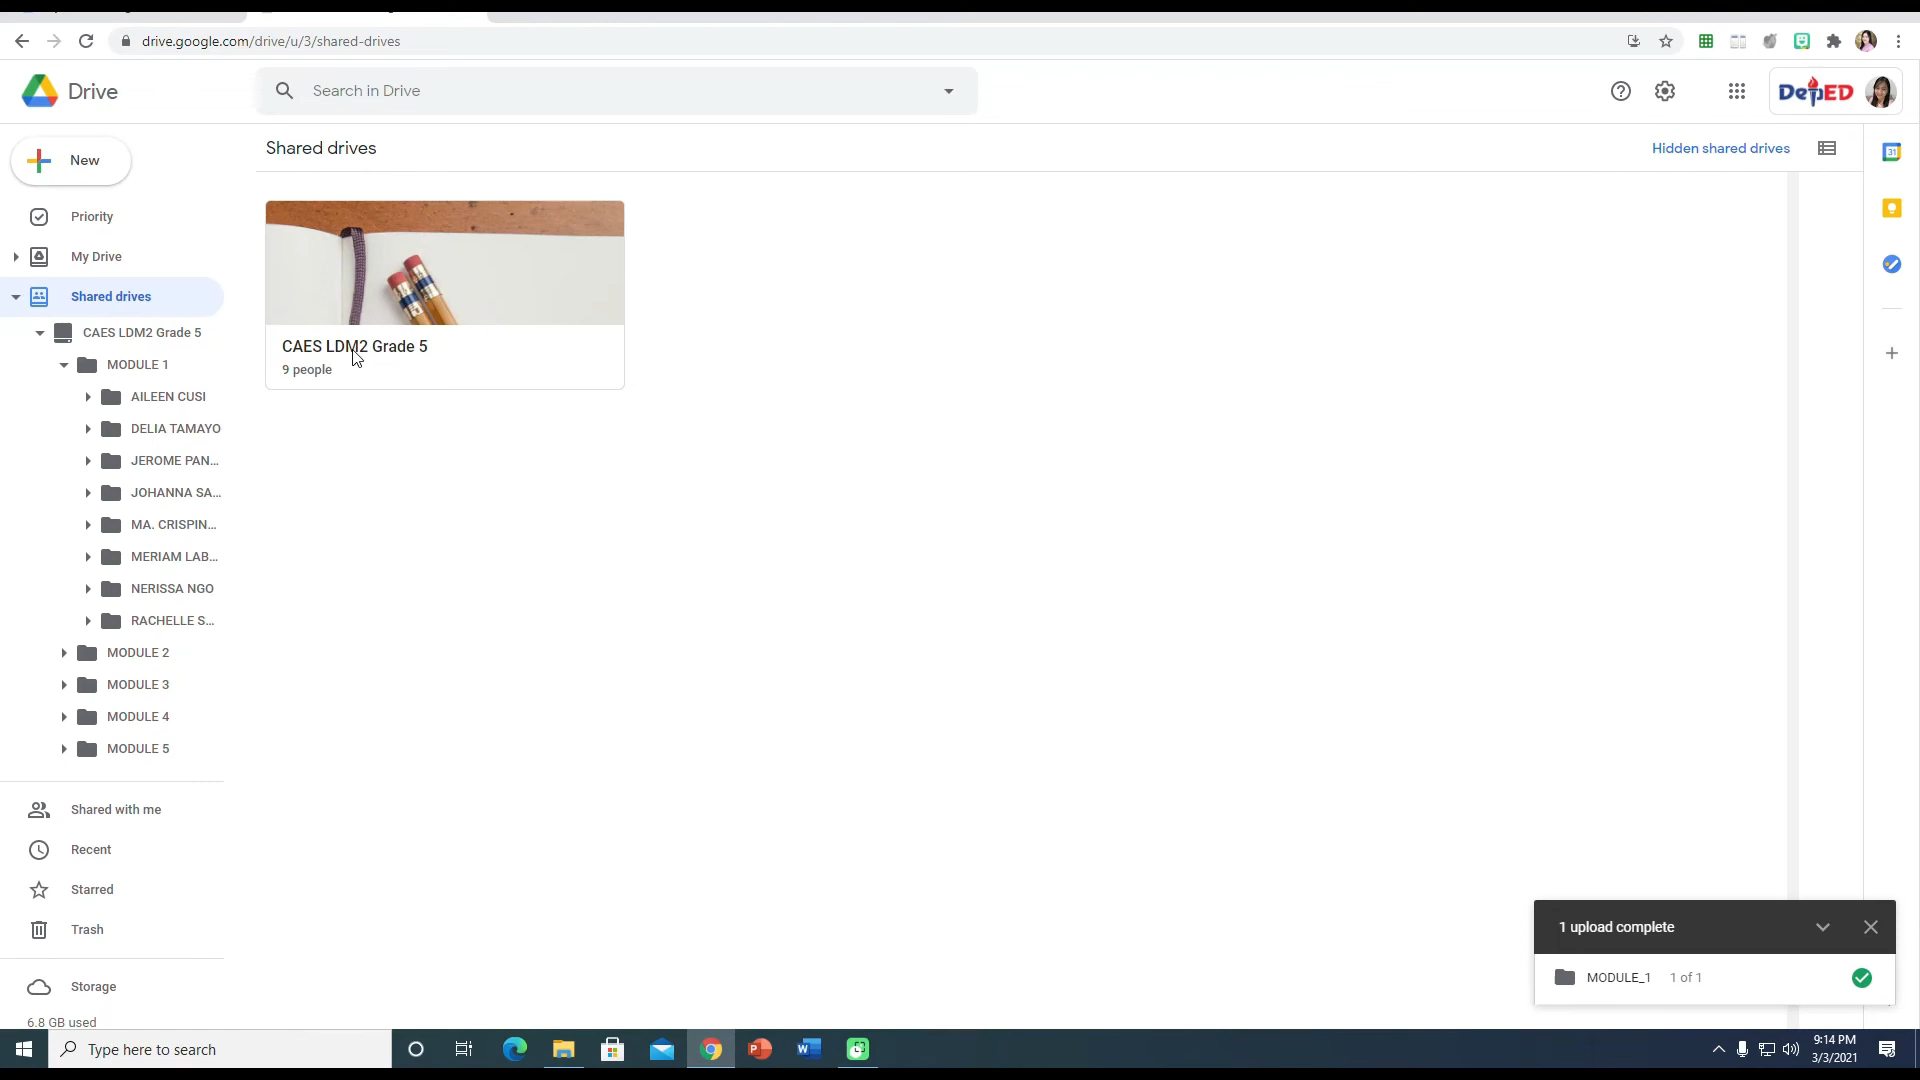 drive.google.com/drive/u/3/shared-drives
Drive
Search in Drive
DepED
New
Shared drives
Hidden shared drives
31
Priority
My Drive
Shared drives
CAES LDM2 Grade 5
MODULE 1
AILEEN CUSI
DELIA TAMAYO
JEROME PAN...
JOHANNA SA...
MA. CRISPIN...
MERIAM LAB...
NERISSA NGO
RACHELLE S...
MODULE 2
MODULE 3
MODULE 4
MODULE 5
Shared with me
Recent
Starred
Trash
Storage
6.8 GB used
CAES LDM2 Grade 5
9 people
1 upload complete
MODULE_1 1 of 1
Type here to search
9:14 PM
3/3/2021